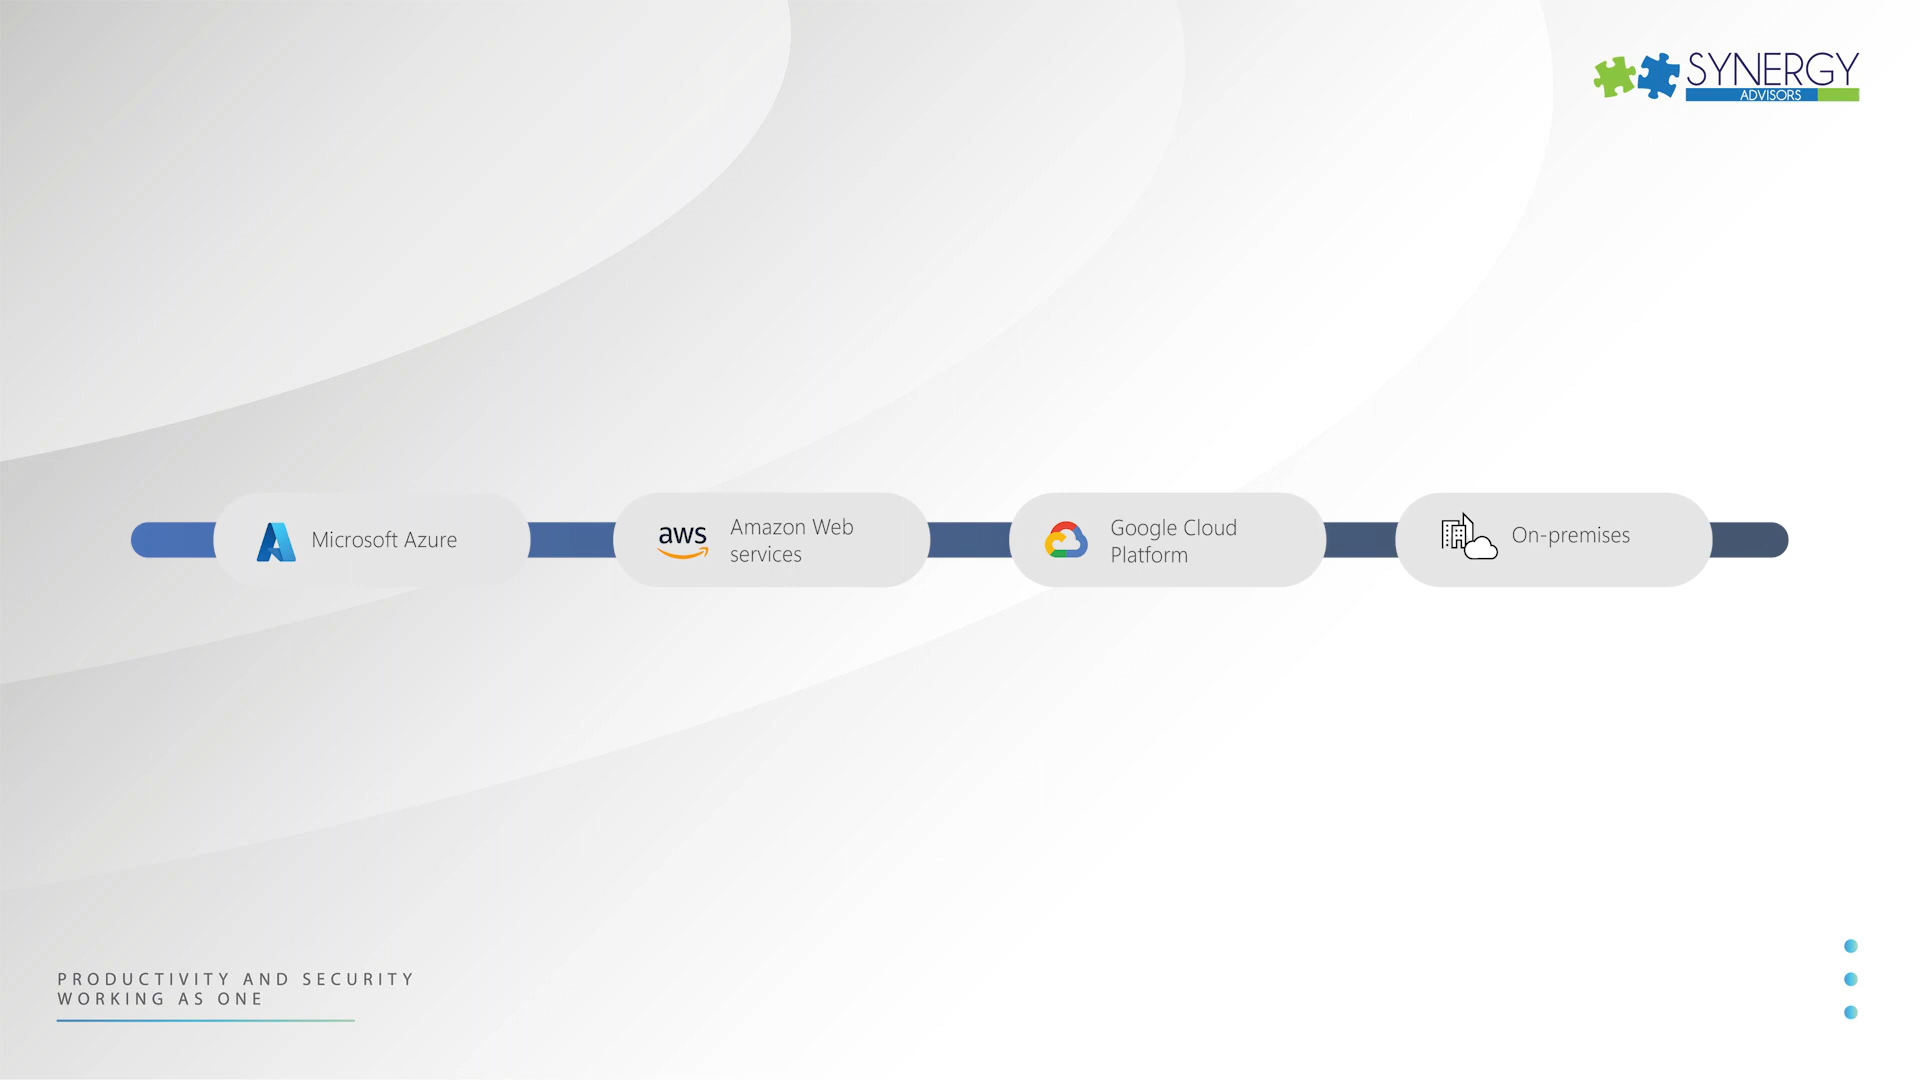 SYNERGY
ADVISORS
Microsoft Azure
aws
Amazon Web
services
Google Cloud
Platform
On-premises
PRODUCTIVITY AND SECURITY
WORKING AS ONE